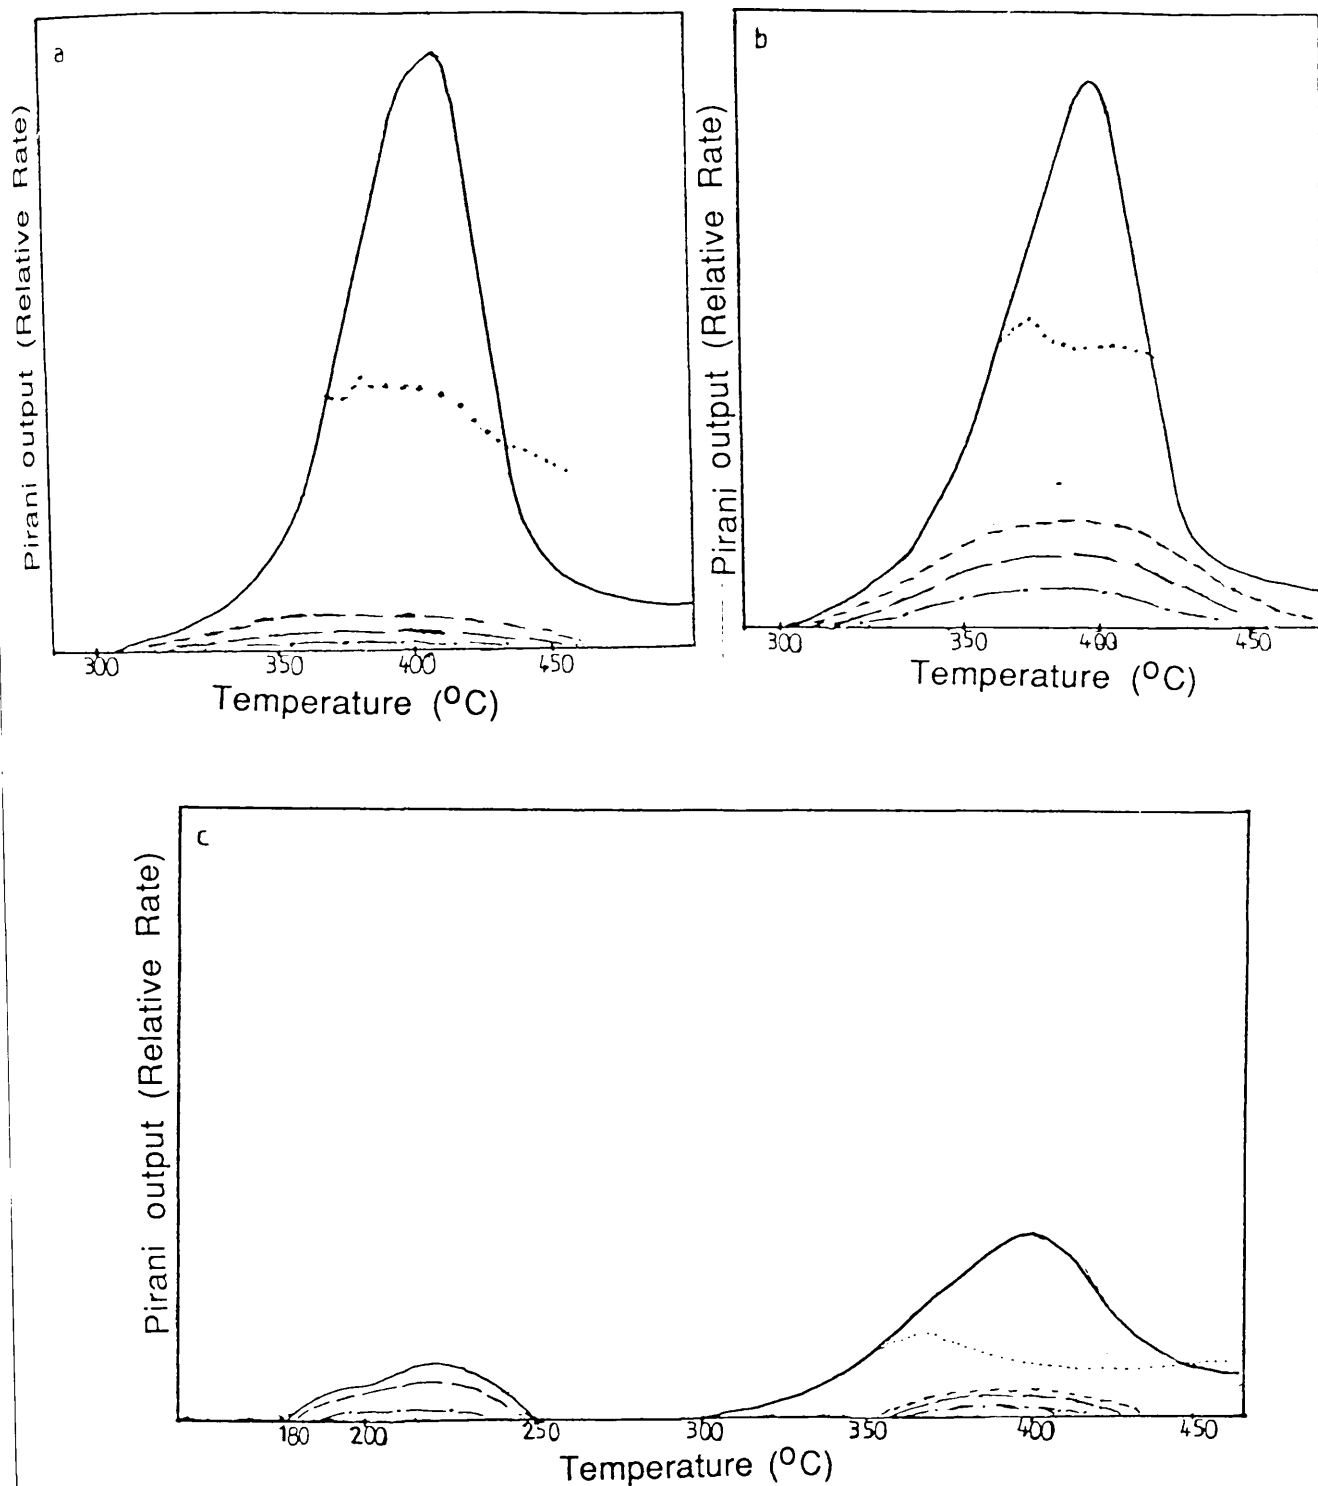 a
Pirani output (Relative Rate)
300 350 400 450
Temperature (°C)
b
Pirani output (Relative Rate)
300 350 400 450
Temperature (°C)
c
Pirani output (Relative Rate)
180 200 250 300 350 400 450
Temperature (°C)